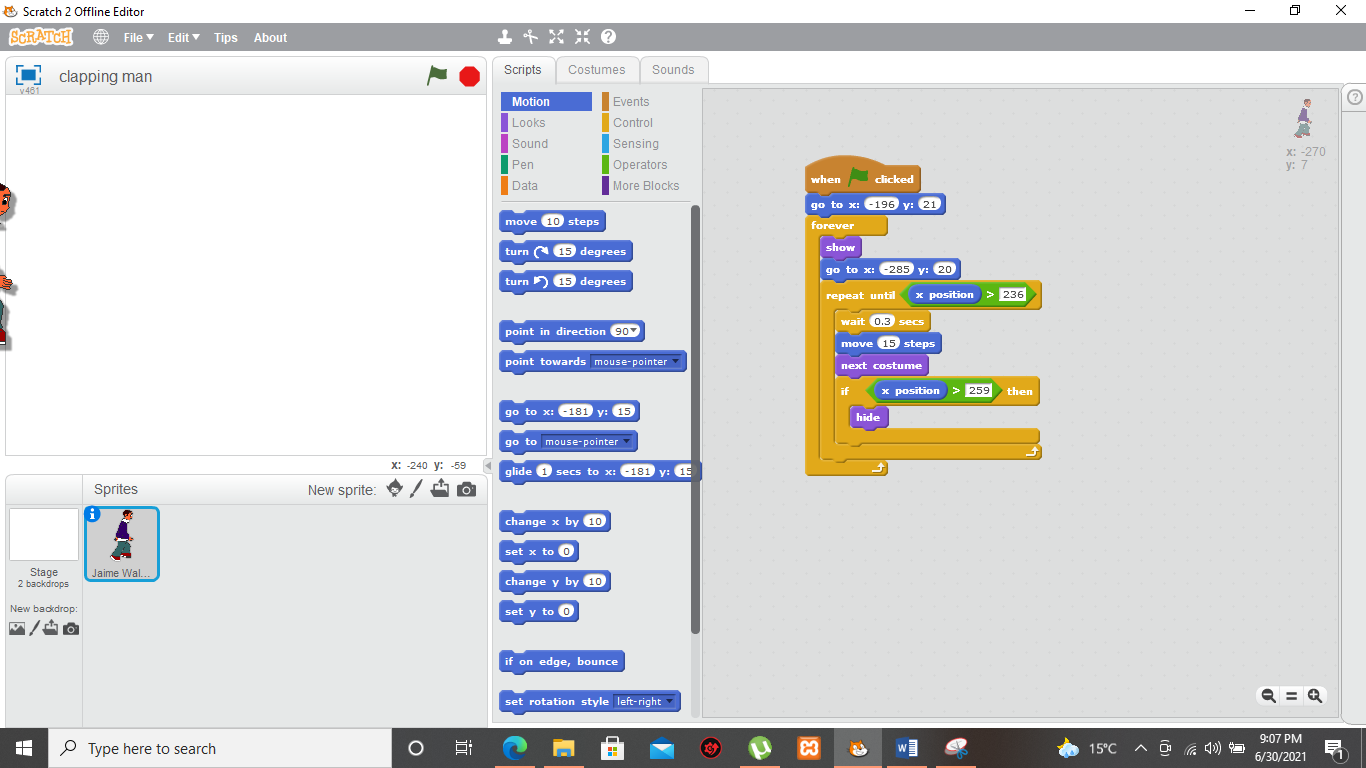 Scratch 2 Offline Editor
SCRATCH File Edit Tips About
v461
clapping man
x: -240 y: -59
Sprites New sprite:
Stage
2 backdrops
New backdrop:
Jaime Wal...
Scripts Costumes Sounds
Motion Events
Looks Control
Sound Sensing
Pen Operators
Data More Blocks
move 10 steps
turn 15 degrees
turn 15 degrees
point in direction 90
point towards mouse-pointer
go to x: -181 y: 15
go to mouse-pointer
glide 1 secs to x: -181 y: 15
change x by 10
set x to 0
change y by 10
set y to 0
if on edge, bounce
set rotation style left-right
when clicked
go to x: -196 y: 21
forever
show
go to x: -285 y: 20
repeat until x position > 236
wait 0.3 secs
move 15 steps
next costume
if x position > 259 then
hide
x: -270
y: 7
Type here to search
15°C
9:07 PM
6/30/2021
1